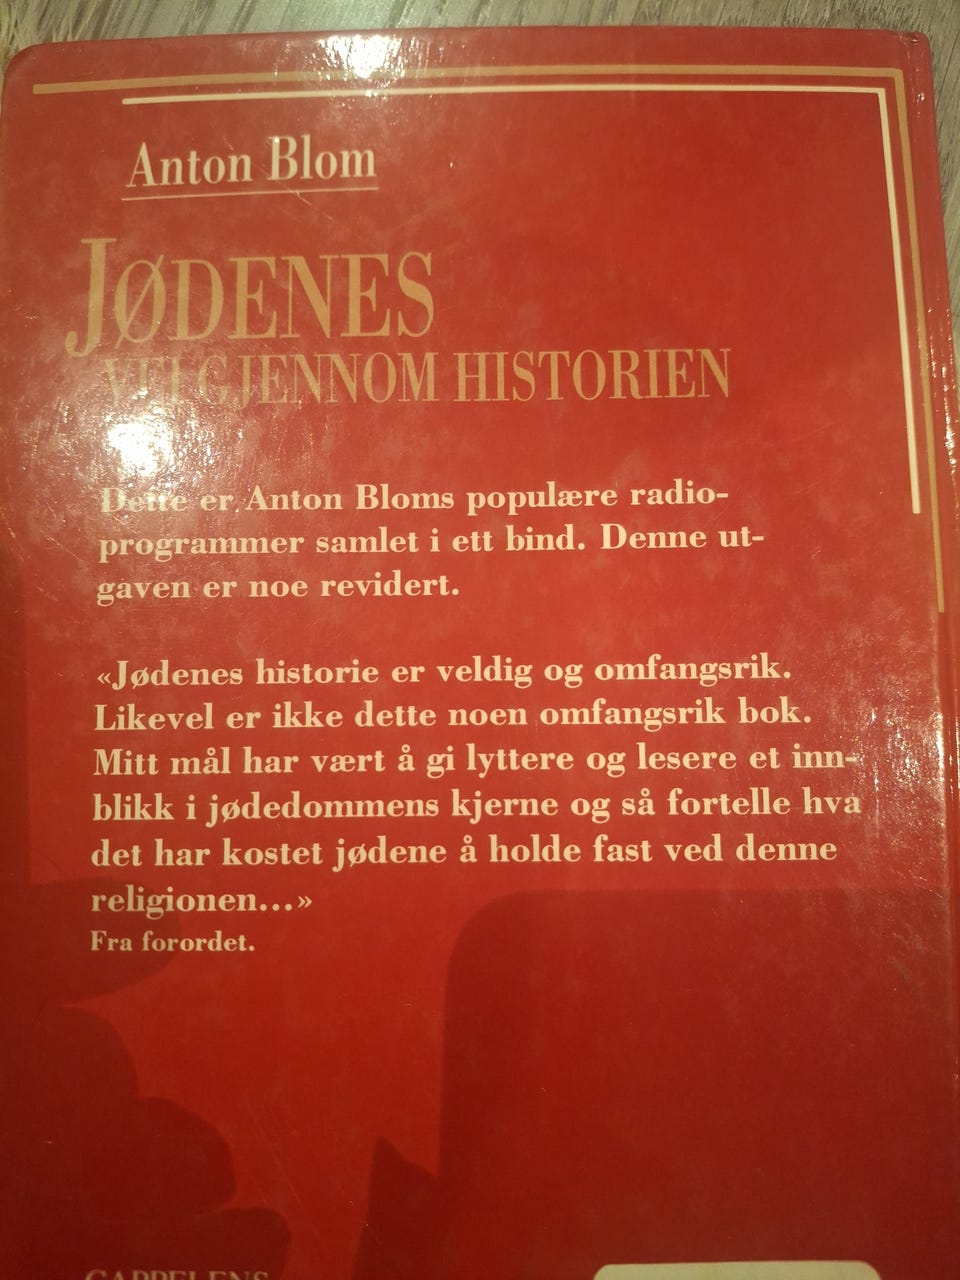 Anton Blom
JØDENES
VEI GJENNOM HISTORIEN
Dette er Anton Bloms populære radio-
programmer samlet i ett bind. Denne ut-
gaven er noe revidert.
«Jødenes historie er veldig og omfangsrik.
Likevel er ikke dette noen omfangsrik bok.
Mitt mål har vært å gi lyttere og lesere et inn-
blikk i jødedommens kjerne og så fortelle hva
det har kostet jødene å holde fast ved denne
religionen...»
Fra forordet.
CAPPELENS